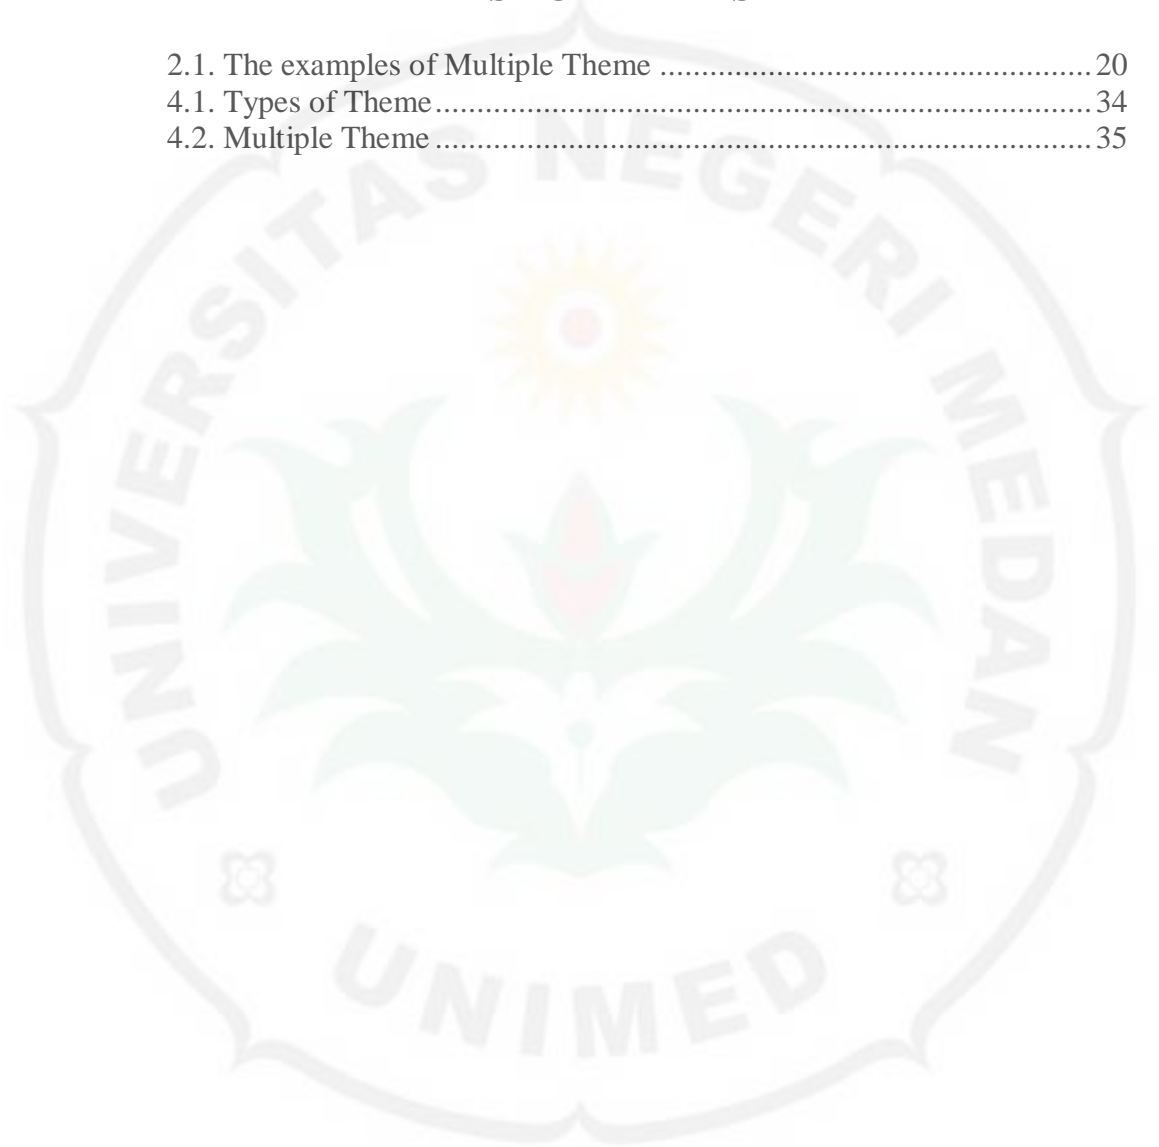 2.1. The examples of Multiple Theme .................................................... 20
4.1. Types of Theme............................................................................... 34
4.2. Multiple Theme ............................................................................... 35
UNIVERSITAS NEGERI MEDAN
UNIMED